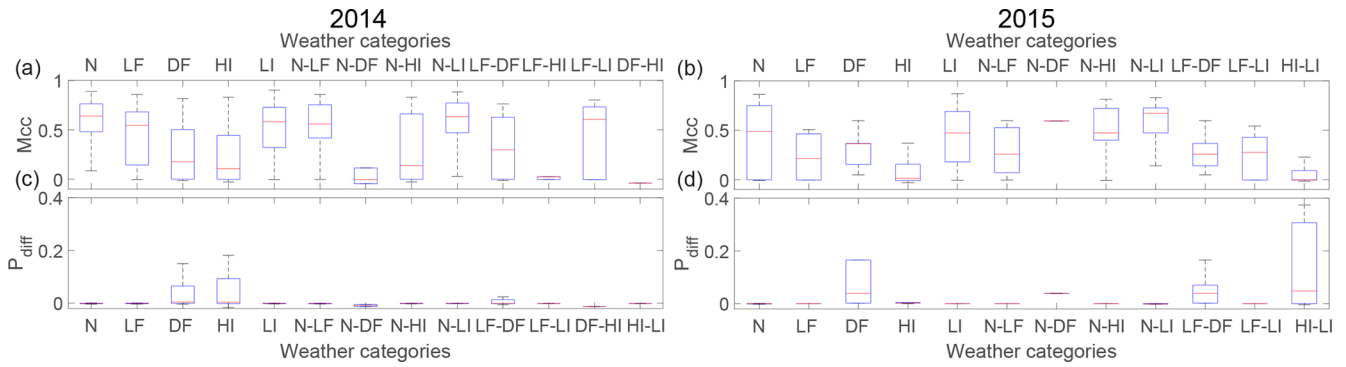 2014
2015
Weather categories
Weather categories
N LF DF HI LI N-LF N-DF N-HI N-LI LF-DF LF-HI LF-LI DF-HI
N LF DF HI LI N-LF N-DF N-HI N-LI LF-DF LF-LI HI-LI
(a)
1
0.5
0
Mcc
(b)
1
0.5
0
Mcc
(c)
0.4
0.2
0
Pdiff
(d)
0.4
0.2
0
Pdiff
N LF DF HI LI N-LF N-DF N-HI N-LI LF-DF LF-LI DF-HI HI-LI
N LF DF HI LI N-LF N-DF N-HI N-LI LF-DF LF-LI HI-LI
Weather categories
Weather categories